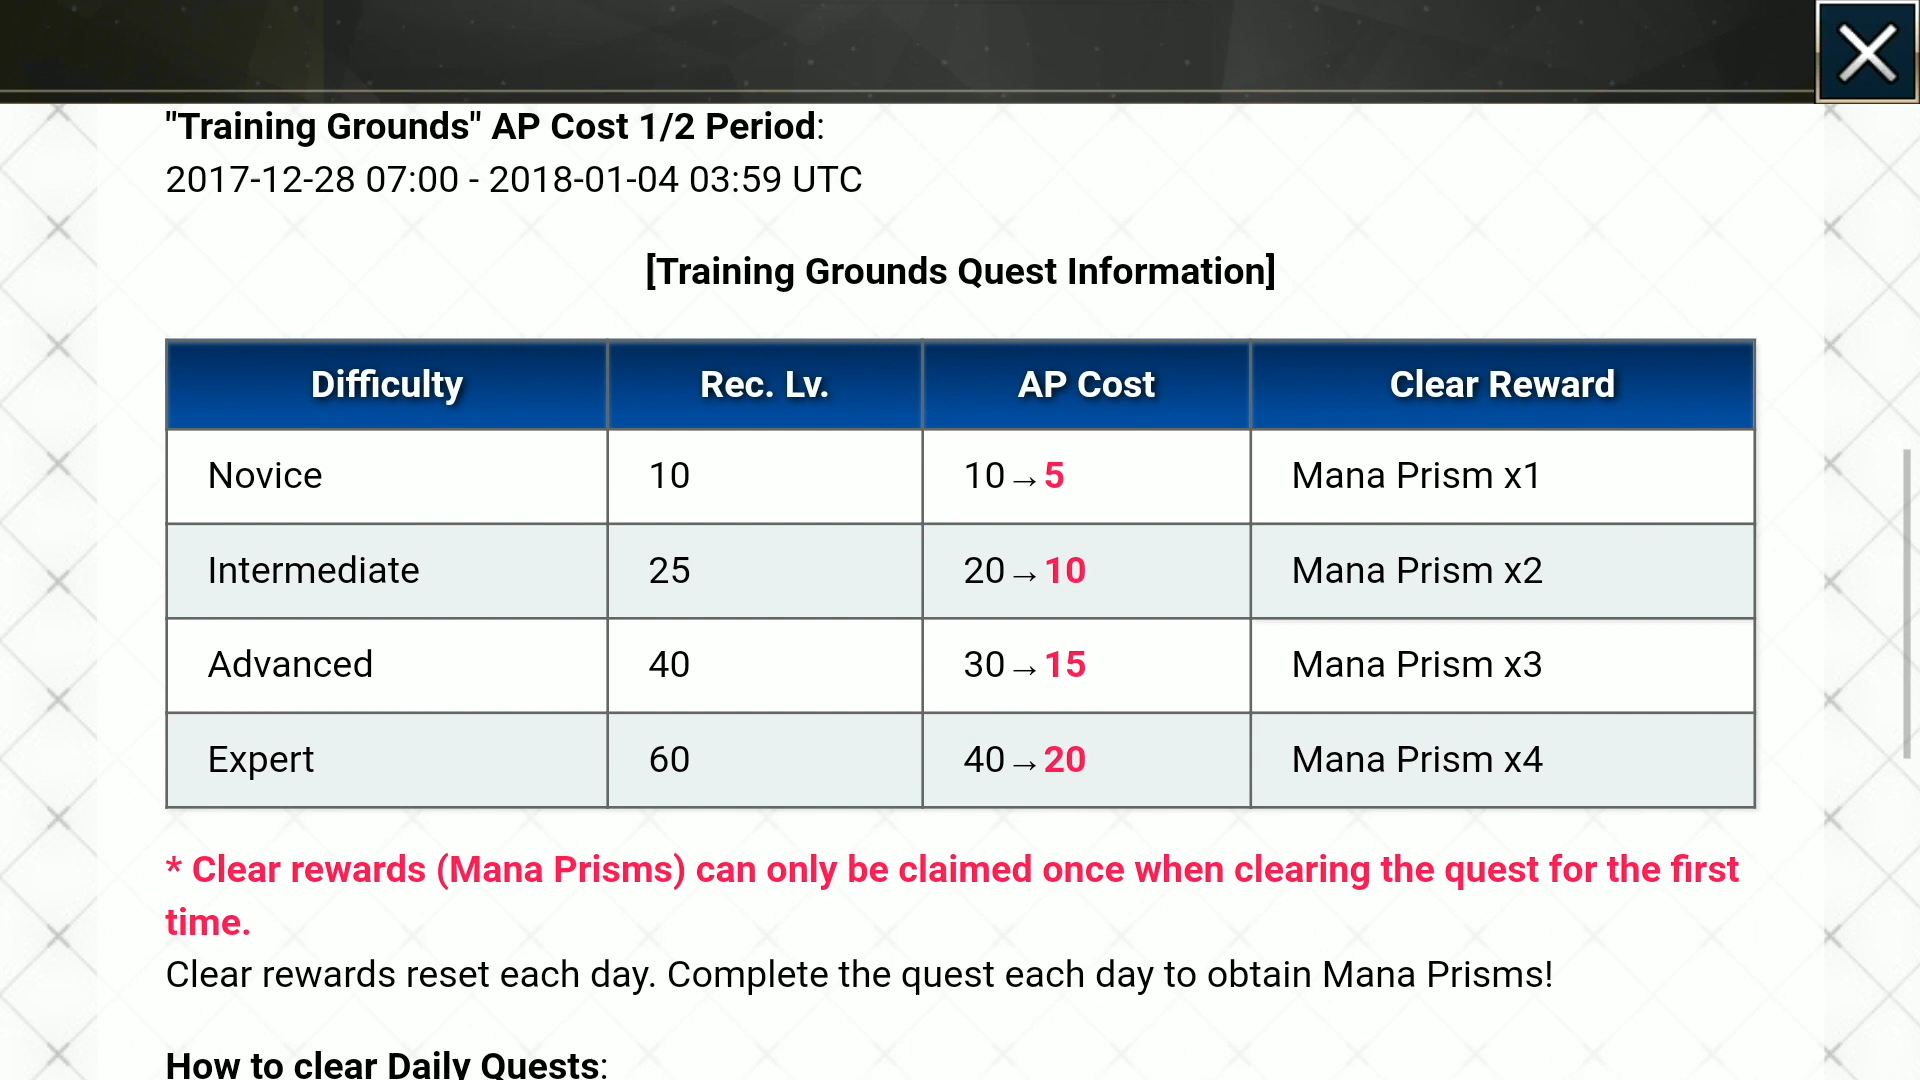 "Training Grounds" AP Cost 1/2 Period:
2017-12-28 07:00 - 2018-01-04 03:59 UTC
[Training Grounds Quest Information]
Difficulty Rec. Lv. AP Cost Clear Reward
Novice 10 10→5 Mana Prism x1
Intermediate 25 20→10 Mana Prism x2
Advanced 40 30→15 Mana Prism x3
Expert 60 40→20 Mana Prism x4
* Clear rewards (Mana Prisms) can only be claimed once when clearing the quest for the first
time.
Clear rewards reset each day. Complete the quest each day to obtain Mana Prisms!
How to clear Daily Quests: